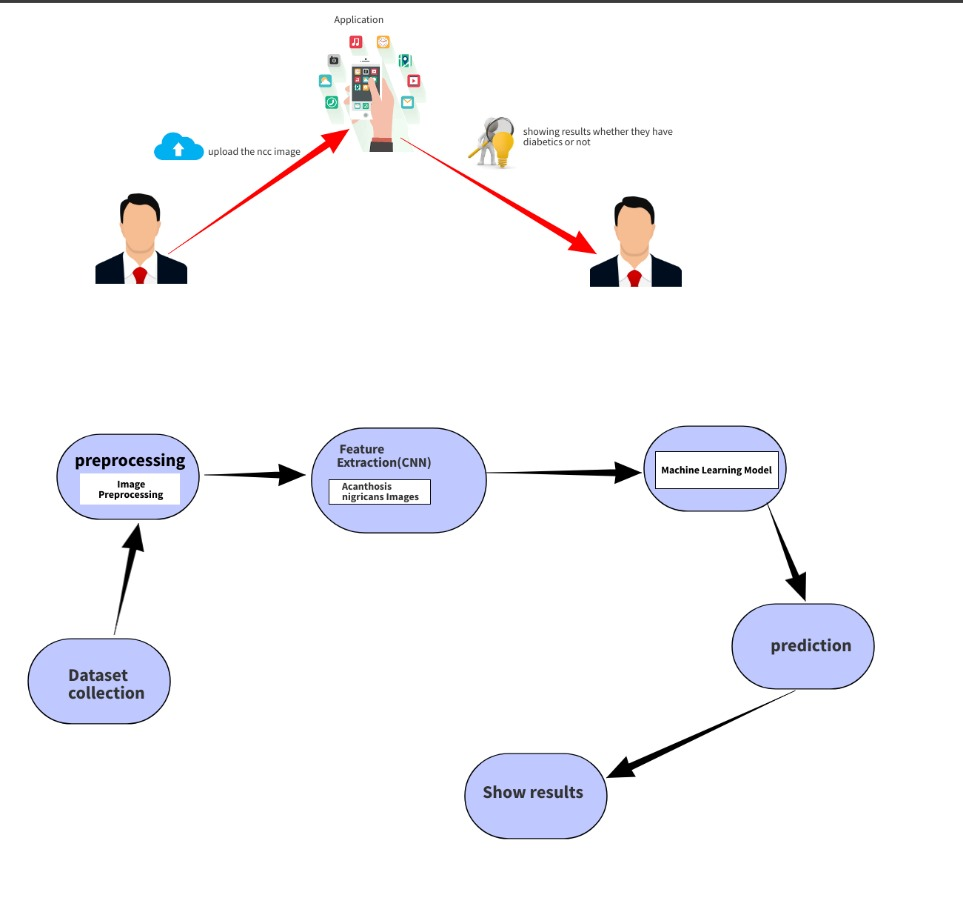 Application
upload the ncc image
showing results whether they have
diabetics or not
preprocessing
Image
Preprocessing
Feature
Extraction(CNN)
Acanthosis
nigricans Images
Machine Learning Model
Dataset
collection
prediction
Show results